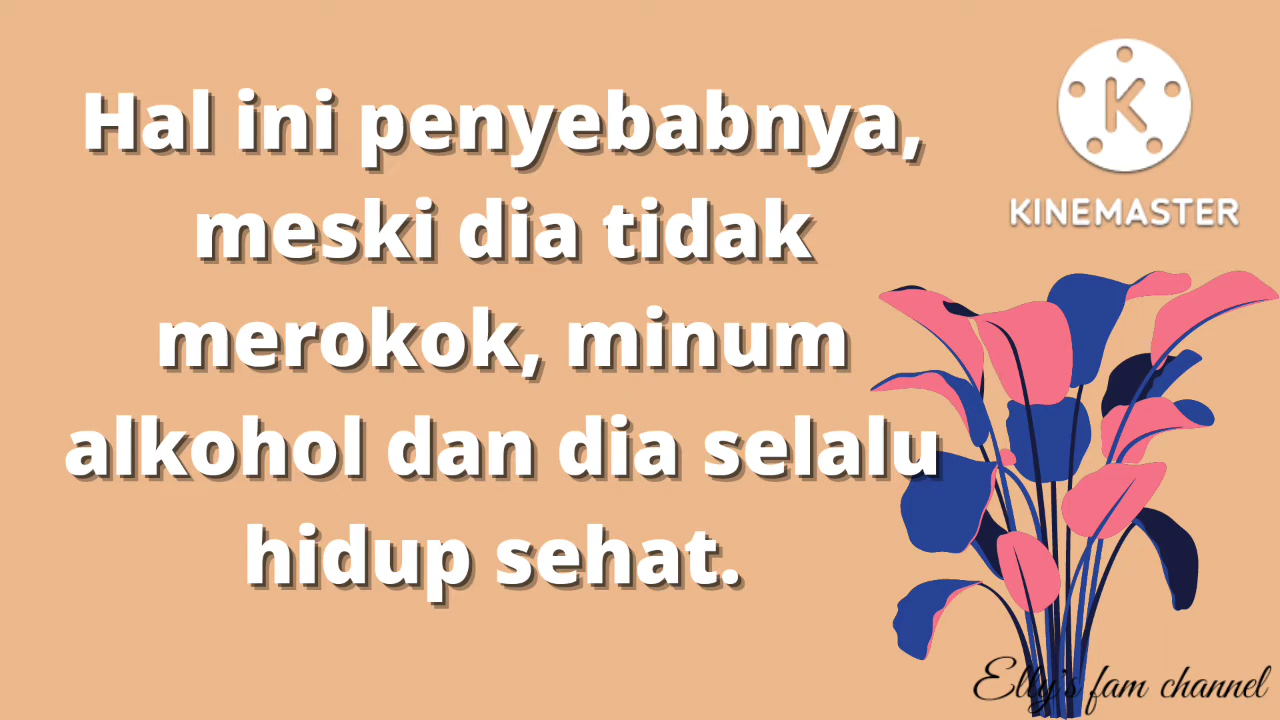 Hal ini penyebabnya,
meski dia tidak
merokok, minum
alkohol dan dia selalu
hidup sehat.
K
KINEMASTER
Elly's fam channel